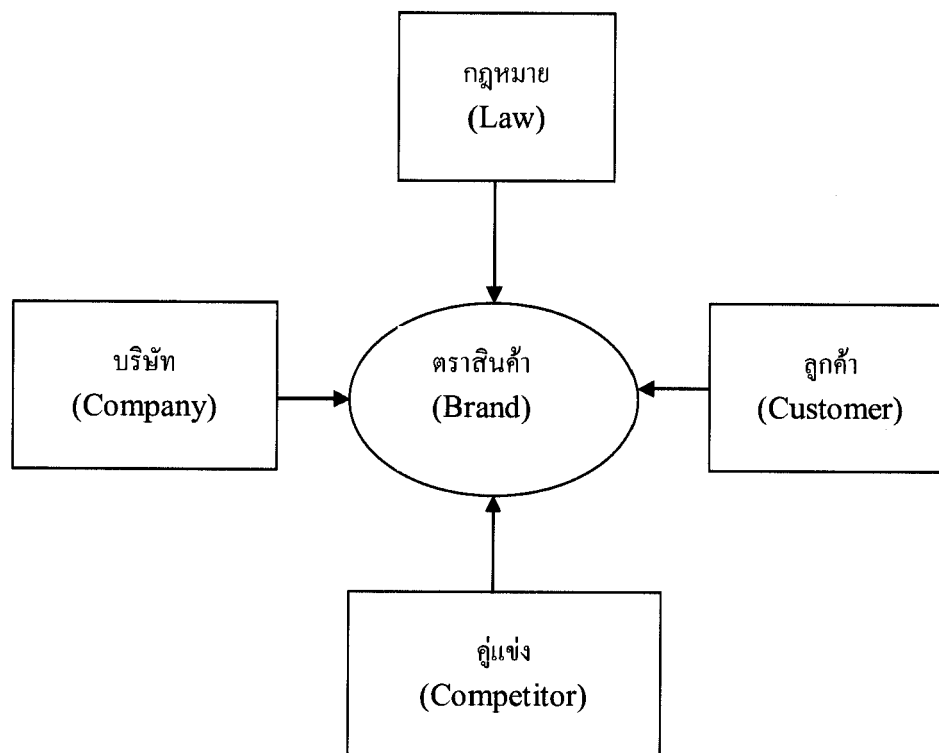 กฎหมาย
(Law)
บริษัท
(Company)
ตราสินค้า
(Brand)
ลูกค้า
(Customer)
คู่แข่ง
(Competitor)